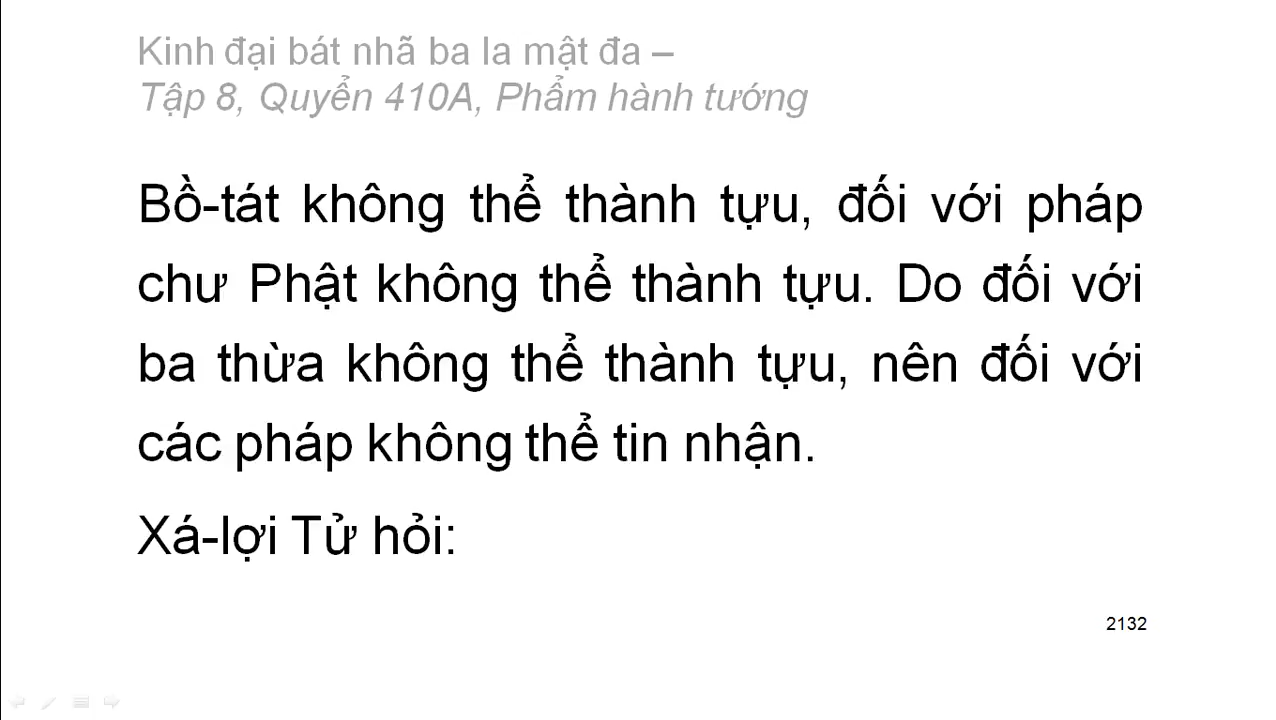 Kinh đại bát nhã ba la mật đa –
Tập 8, Quyển 410A, Phẩm hành tướng
Bồ-tát không thể thành tựu, đối với pháp
chư Phật không thể thành tựu. Do đối với
ba thừa không thể thành tựu, nên đối với
các pháp không thể tin nhận.
Xá-lợi Tử hỏi:
2132